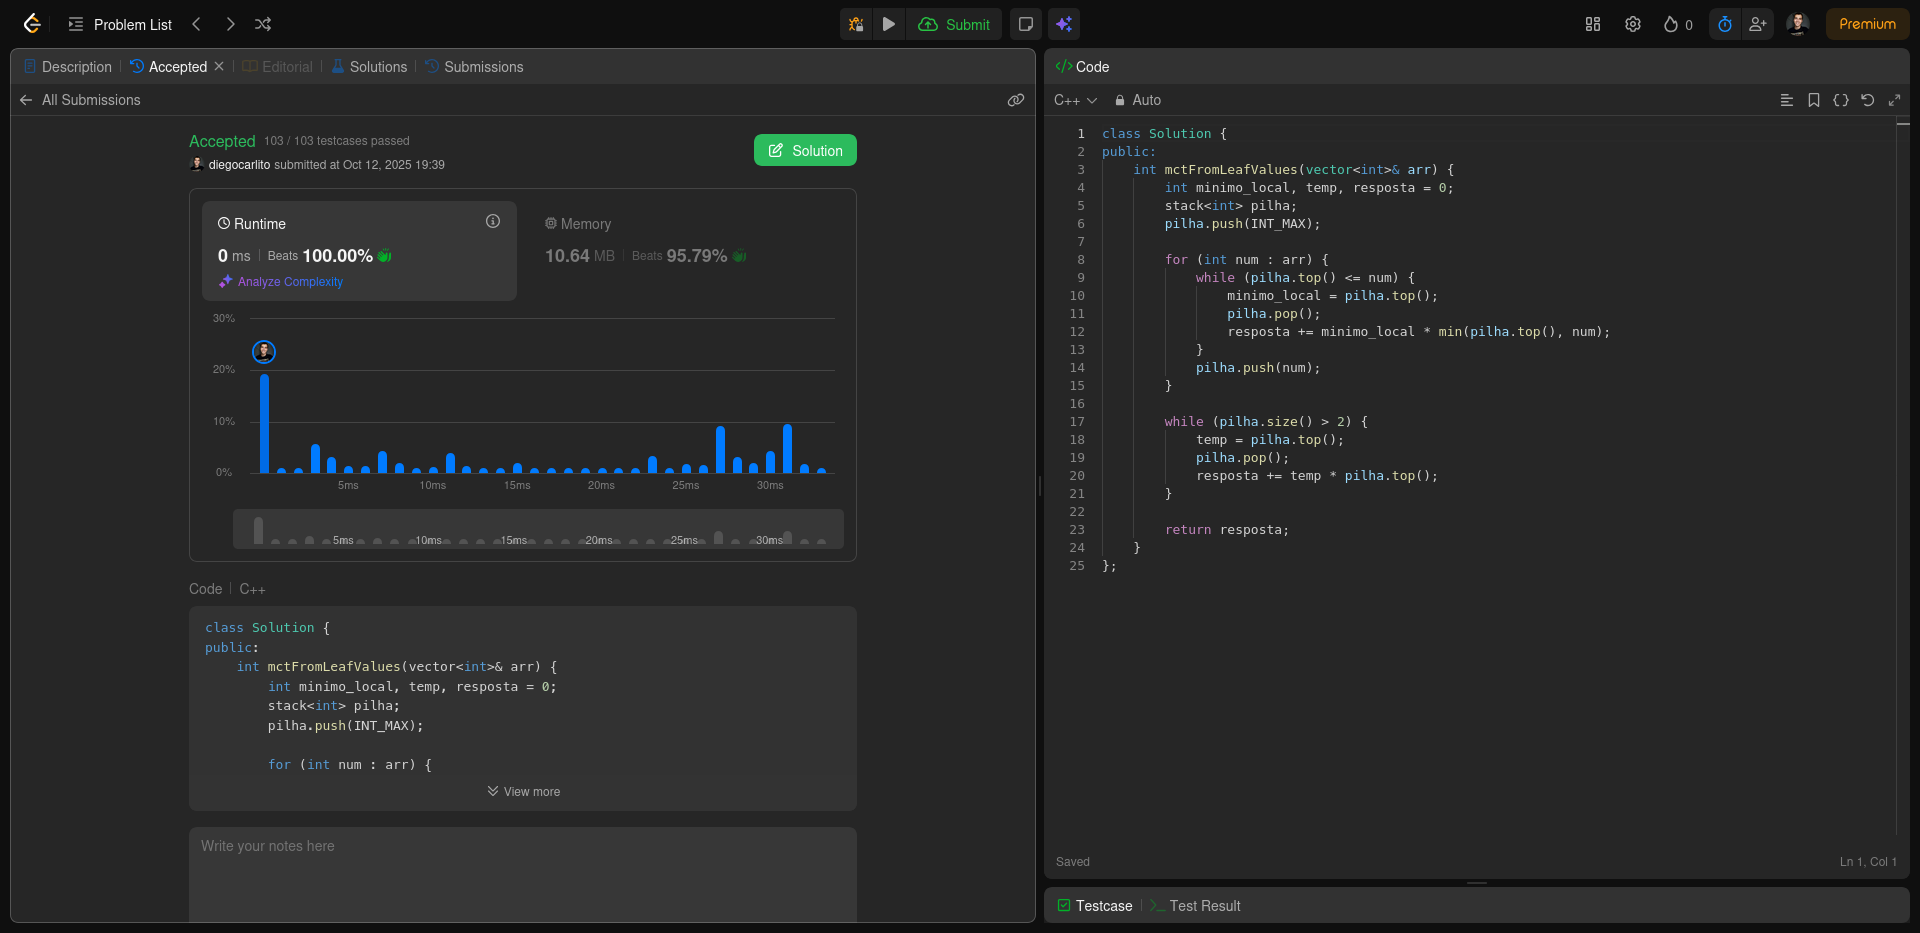 Problem List
Submit
0
Premium
Description
Accepted
Editorial
Solutions
Submissions
All Submissions
Accepted 103 / 103 testcases passed
diegocarlito submitted at Oct 12, 2025 19:39
Solution
Runtime
0 ms Beats 100.00%
Analyze Complexity
Memory
10.64 MB Beats 95.79%
30%
20%
10%
0%
5ms 10ms 15ms 20ms 25ms 30ms
5ms 10ms 15ms 20ms 25ms 30ms
Code C++
class Solution {
public:
    int mctFromLeafValues(vector<int>& arr) {
        int minimo_local, temp, resposta = 0;
        stack<int> pilha;
        pilha.push(INT_MAX);
        for (int num : arr) {
View more
Write your notes here
Code
C++ Auto
1 class Solution {
2 public:
3     int mctFromLeafValues(vector<int>& arr) {
4         int minimo_local, temp, resposta = 0;
5         stack<int> pilha;
6         pilha.push(INT_MAX);
7
8         for (int num : arr) {
9             while (pilha.top() <= num) {
10                 minimo_local = pilha.top();
11                 pilha.pop();
12                 resposta += minimo_local * min(pilha.top(), num);
13             }
14             pilha.push(num);
15         }
16
17         while (pilha.size() > 2) {
18             temp = pilha.top();
19             pilha.pop();
20             resposta += temp * pilha.top();
21         }
22
23         return resposta;
24     }
25 };
Saved
Ln 1, Col 1
Testcase
Test Result